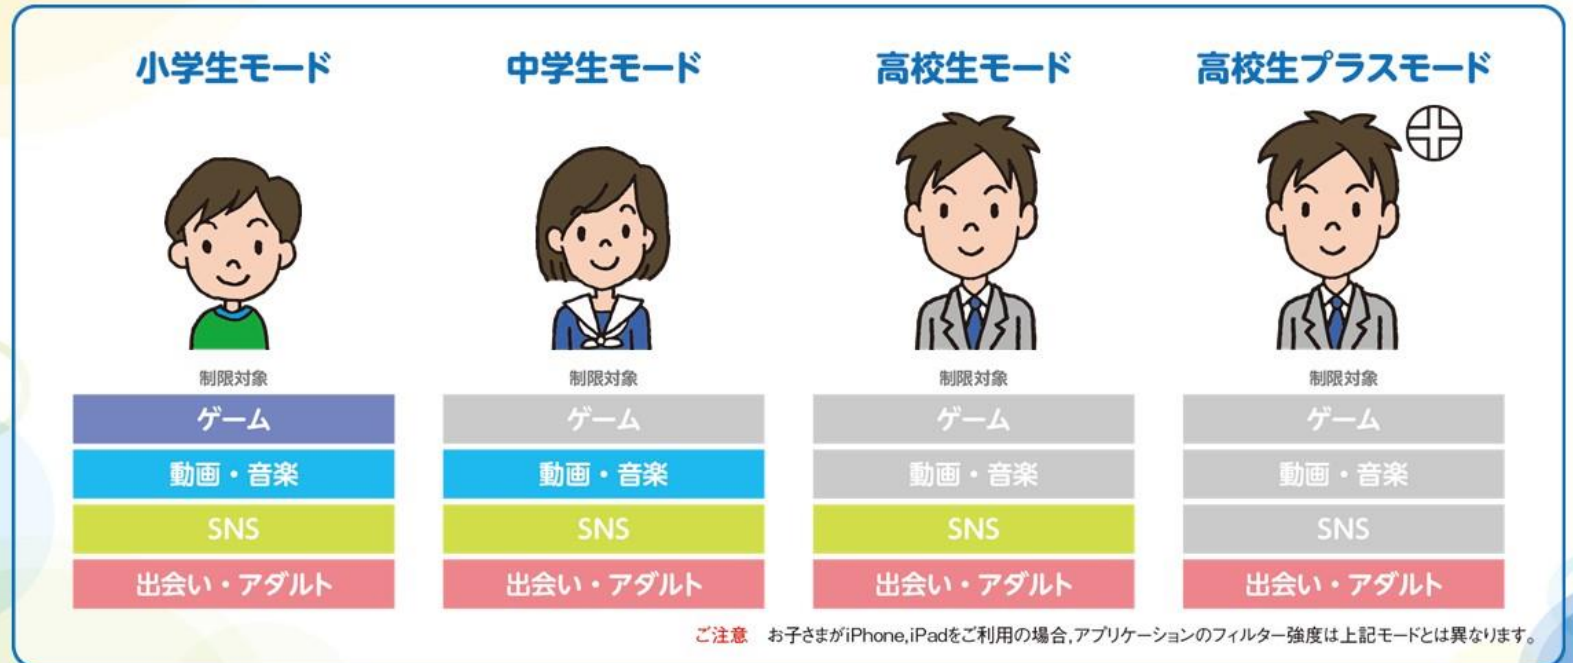 小学生モード
中学生モード
高校生モード
高校生プラスモード
制限対象
制限対象
制限対象
制限対象
ゲーム
ゲーム
ゲーム
ゲーム
動画・音楽
動画・音楽
動画・音楽
動画・音楽
SNS
SNS
SNS
SNS
出会い・アダルト
出会い・アダルト
出会い・アダルト
出会い・アダルト
ご注意 お子さまがiPhone,iPadをご利用の場合,アプリケーションのフィルター強度は上記モードとは異なります。